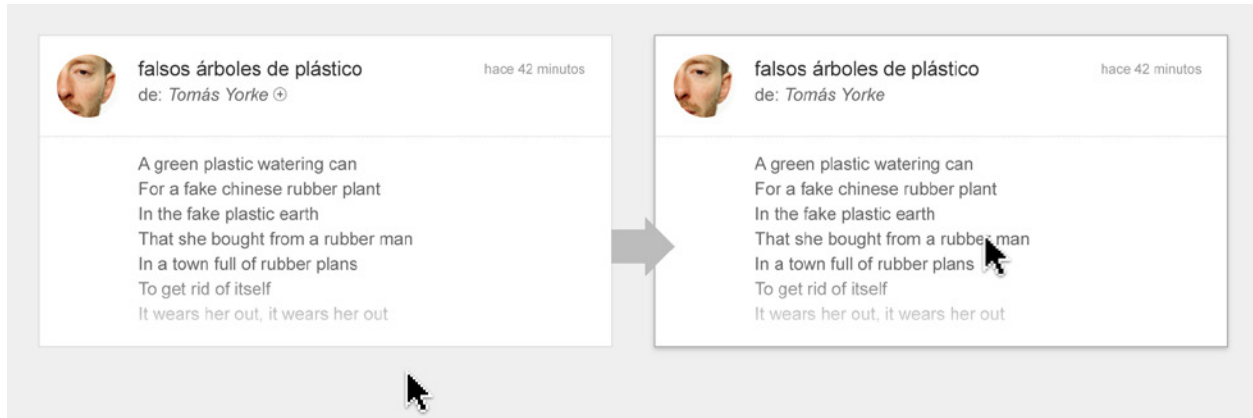 falsos árboles de plástico
hace 42 minutos
de: Tomás Yorke
A green plastic watering can
For a fake chinese rubber plant
In the fake plastic earth
That she bought from a rubber man
In a town full of rubber plans
To get rid of itself
It wears her out, it wears her out
falsos árboles de plástico
hace 42 minutos
de: Tomás Yorke
A green plastic watering can
For a fake chinese rubber plant
In the fake plastic earth
That she bought from a rubber man
In a town full of rubber plans
To get rid of itself
It wears her out, it wears her out